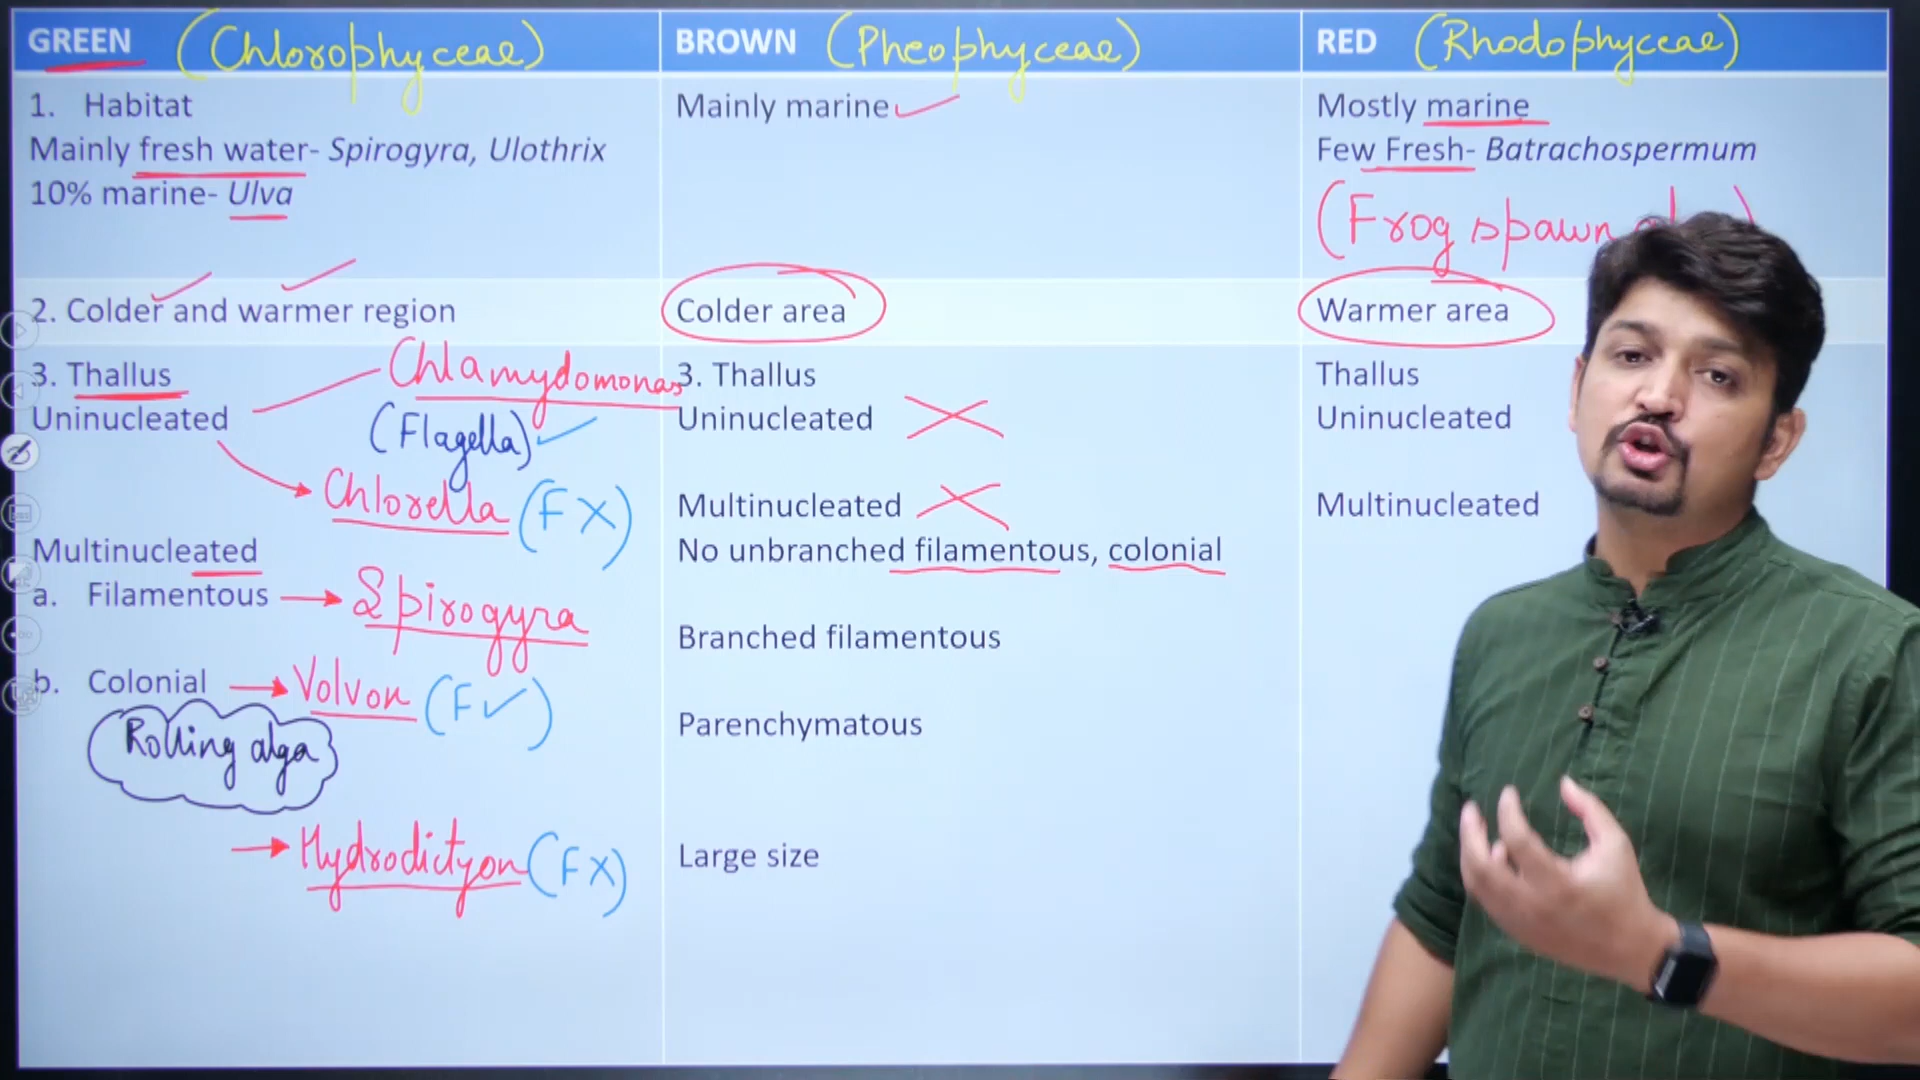 GREEN (Chlorophyceae)
BROWN (Pheophyceae)
RED (Rhodophyceae)
1. Habitat
Mainly fresh water- Spirogyra, Ulothrix
10% marine- Ulva
Mainly marine
Mostly marine
Few Fresh- Batrachospermum
(Frog spawn
2. Colder and warmer region
Colder area
Warmer area
3. Thallus
Uninucleated
Chlamydomonas
(Flagella)
Chlorella (F X)
Multinucleated
a. Filamentous → Spirogyra
b. Colonial → Volvox (F ✓)
Rolling alga
→ Hydrodictyon (F X)
3. Thallus
Uninucleated
Multinucleated
No unbranched filamentous, colonial
Branched filamentous
Parenchymatous
Large size
Thallus
Uninucleated
Multinucleated